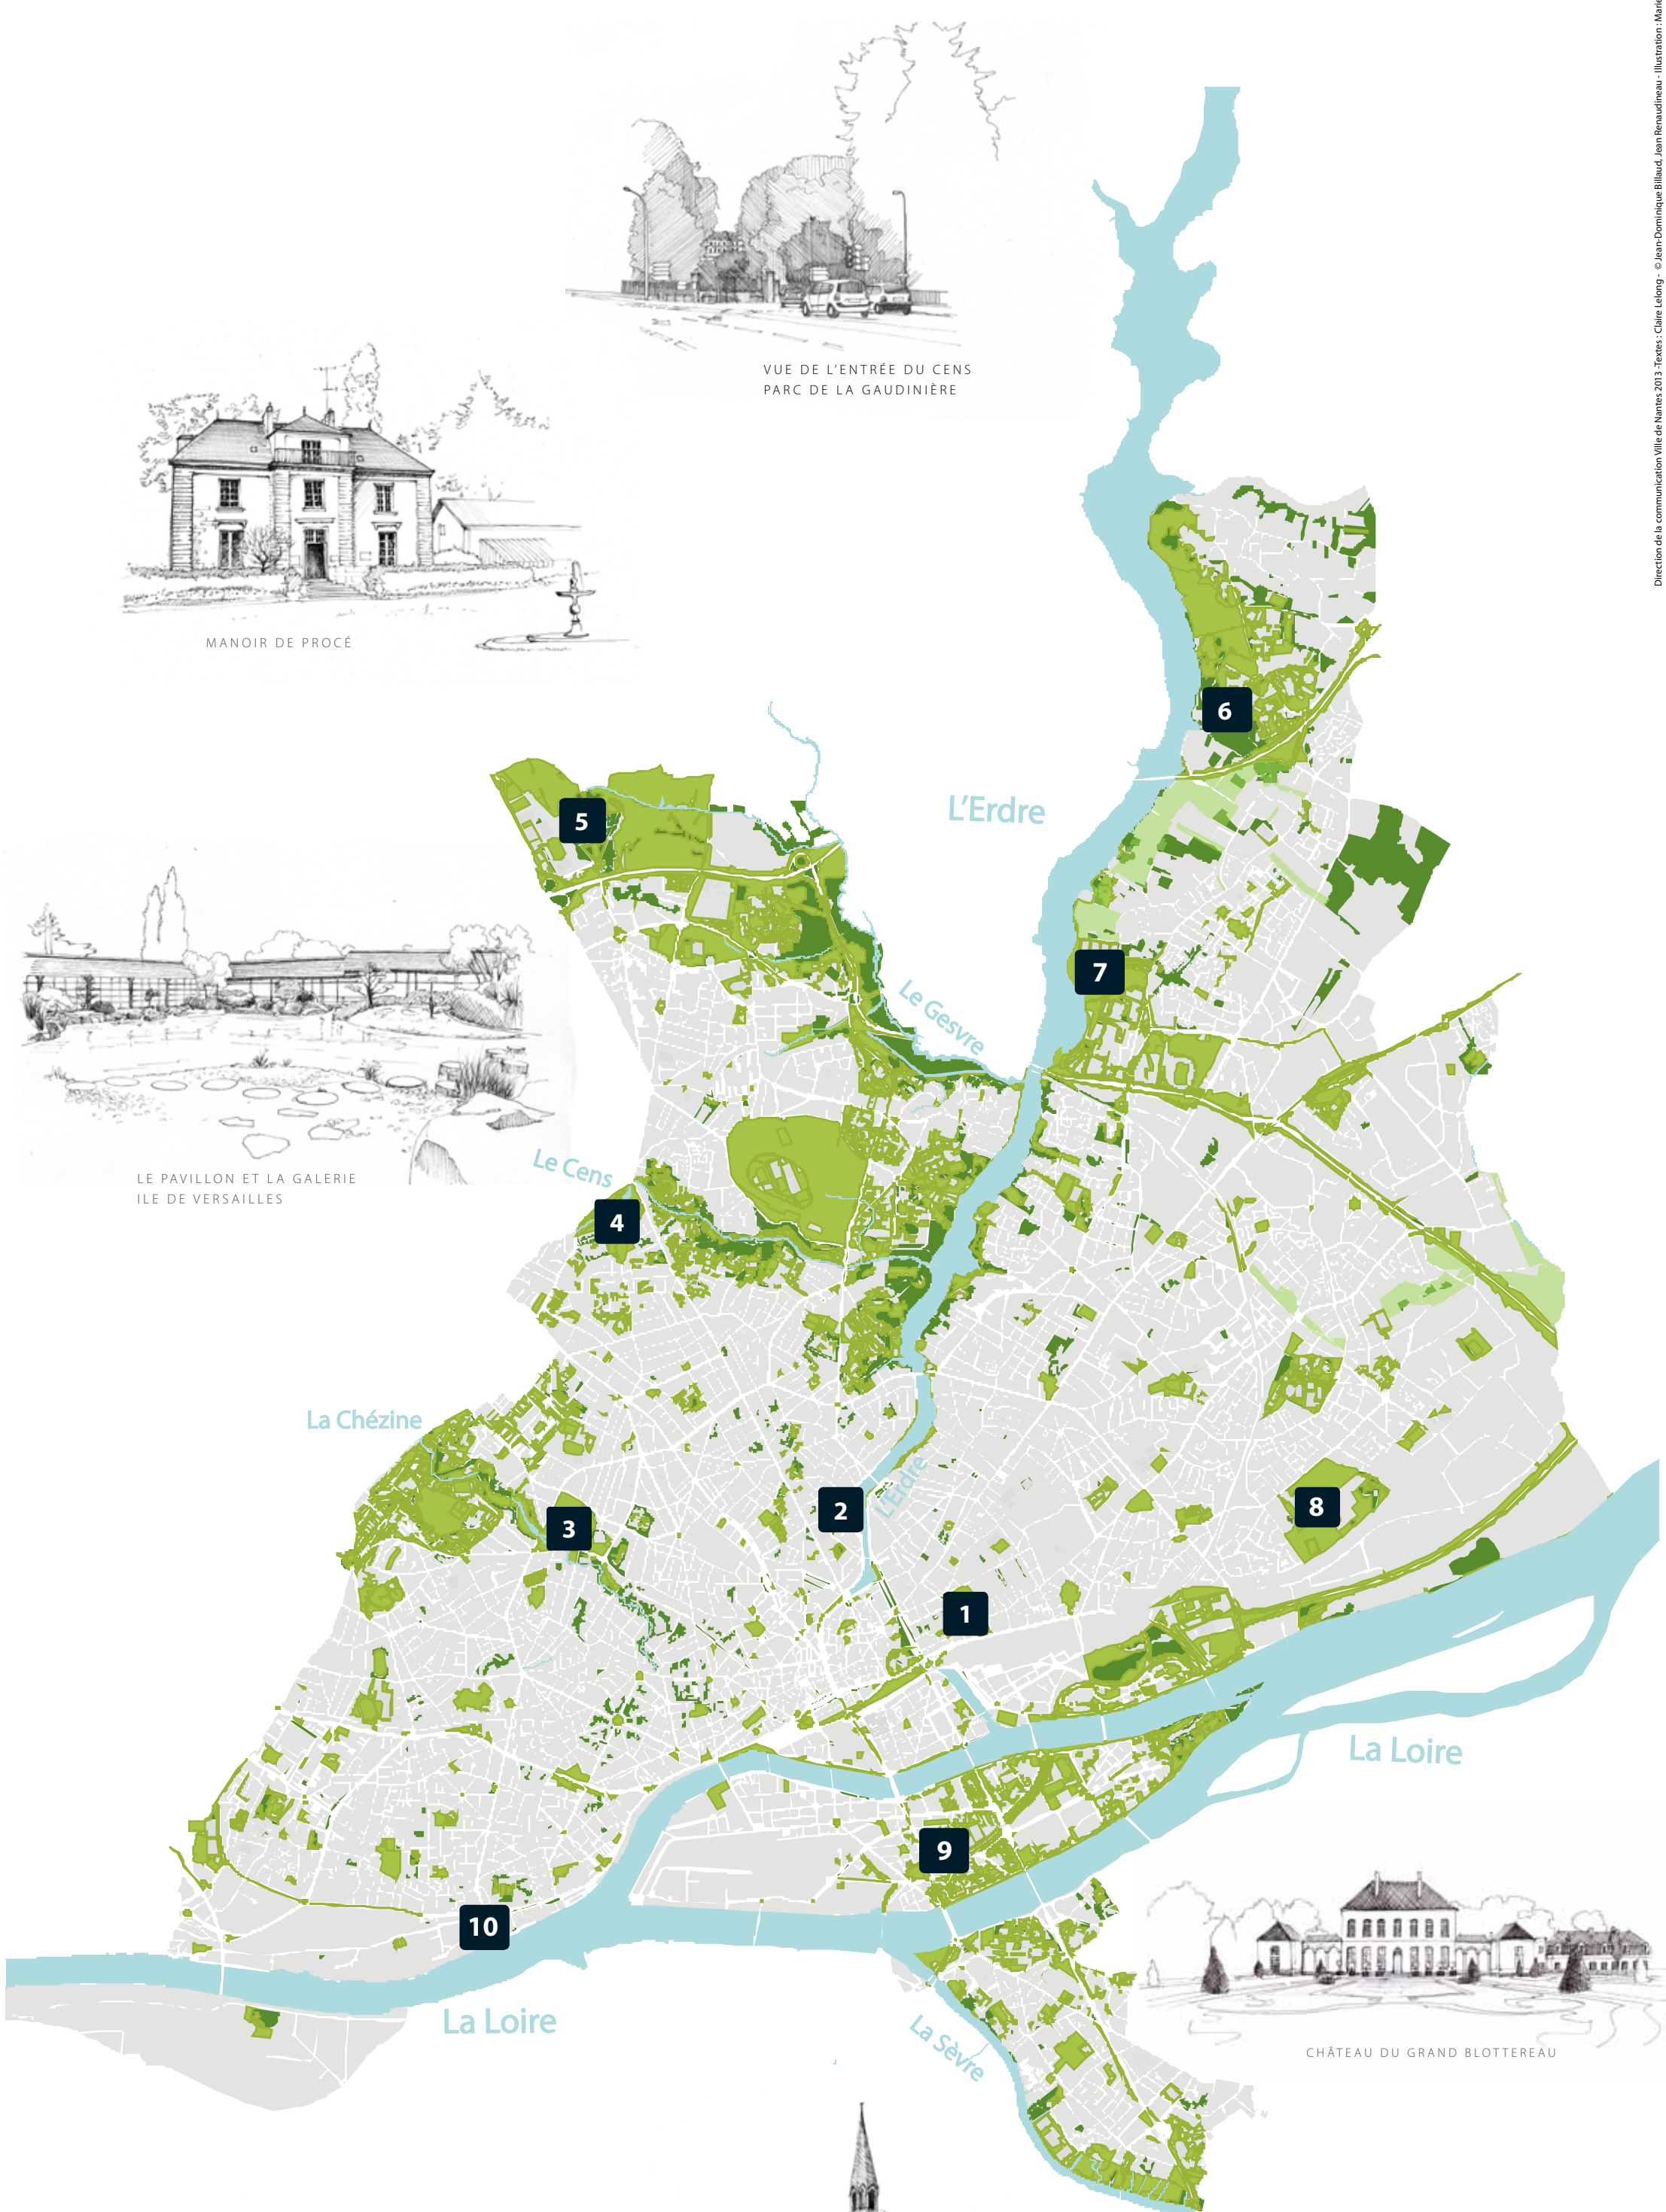 Direction de la communication Ville de Nantes 2013 -Textes : Claire Lelong - © Jean-Dominique Billaud, Jean Renaudineau - Illustration :
VUE DE L'ENTRÉE DU CENS
PARC DE LA GAUDINIÈRE
MANOIR DE PROCÉ
6
L'Erdre
5
7
Le Gesvre
LE PAVILLON ET LA GALERIE
ILE DE VERSAILLES
Le Cens
4
La Chézine
L'Erdre
2
8
3
1
La Loire
9
10
La Loire
La Sèvre
CHÂTEAU DU GRAND BLOTTEREAU